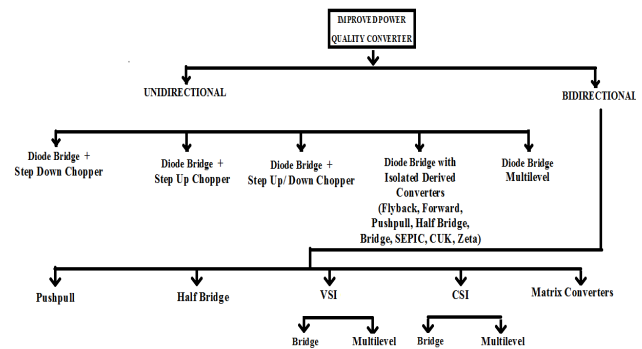 IMPROVED POWER
QUALITY CONVERTER
UNIDIRECTIONAL
BIDIRECTIONAL
Diode Bridge +
Step Down Chopper
Diode Bridge +
Step Up Chopper
Diode Bridge +
Step Up/ Down Chopper
Diode Bridge with
Isolated Derived
Converters
(Flyback, Forward,
Pushpull, Half Bridge,
Bridge, SEPIC, CUK, Zeta)
Diode Bridge
Multilevel
Pushpull
Half Bridge
VSI
CSI
Matrix Converters
Bridge
Multilevel
Bridge
Multilevel